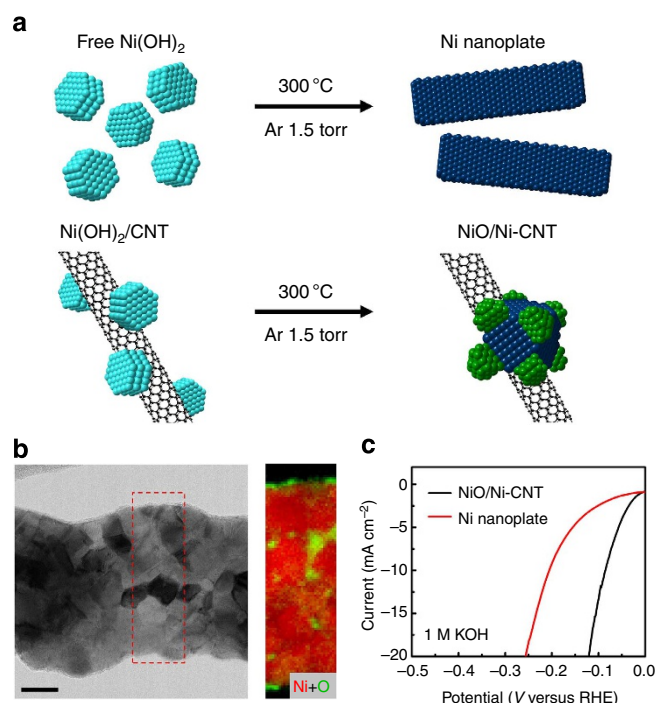 a
Free Ni(OH)₂
Ni nanoplate
300 °C
Ar 1.5 torr
Ni(OH)₂/CNT
NiO/Ni-CNT
300 °C
Ar 1.5 torr
b
Ni+O
c
NiO/Ni-CNT
Ni nanoplate
1 M KOH
Current (mA cm⁻²)
0
−5
−10
−15
−20
−0.5 −0.4 −0.3 −0.2 −0.1 0.0
Potential (V versus RHE)